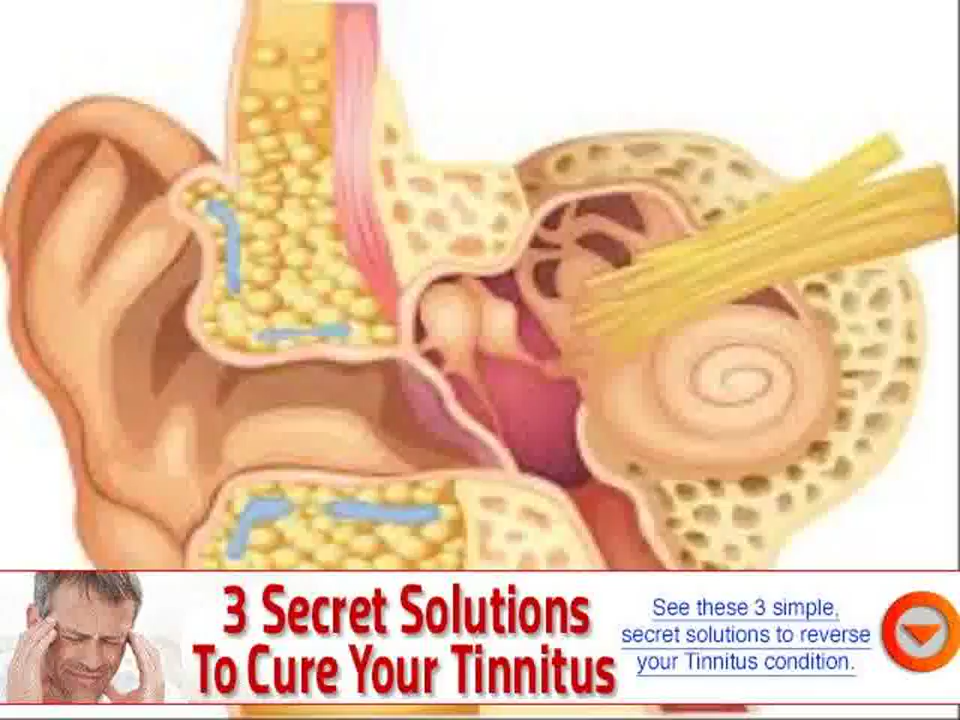 3 Secret Solutions
To Cure Your Tinnitus
See these 3 simple,
secret solutions to reverse
your Tinnitus condition.